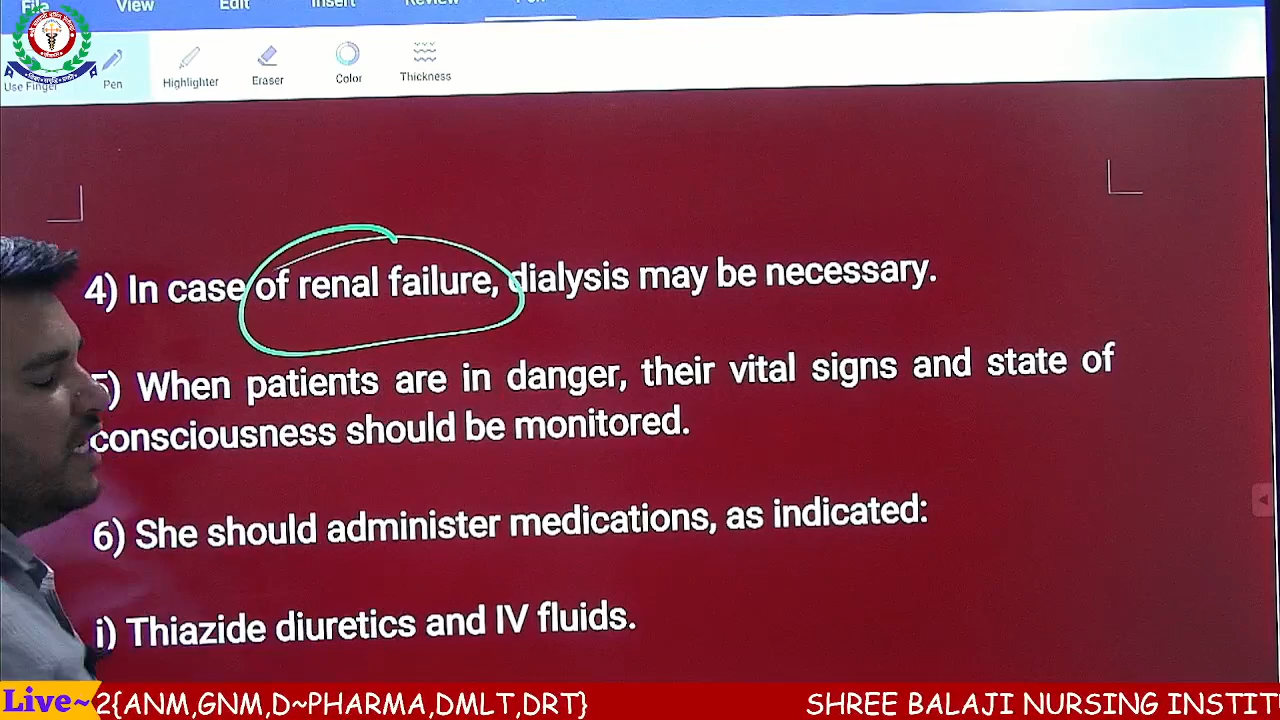 File View Edit Insert Review Pen
Use Finger Pen Highlighter Eraser Color Thickness
4) In case of renal failure, dialysis may be necessary.
5) When patients are in danger, their vital signs and state of
consciousness should be monitored.
6) She should administer medications, as indicated:
i) Thiazide diuretics and IV fluids.
Live~ 2{ANM,GNM,D~PHARMA,DMLT,DRT} SHREE BALAJI NURSING INSTIT